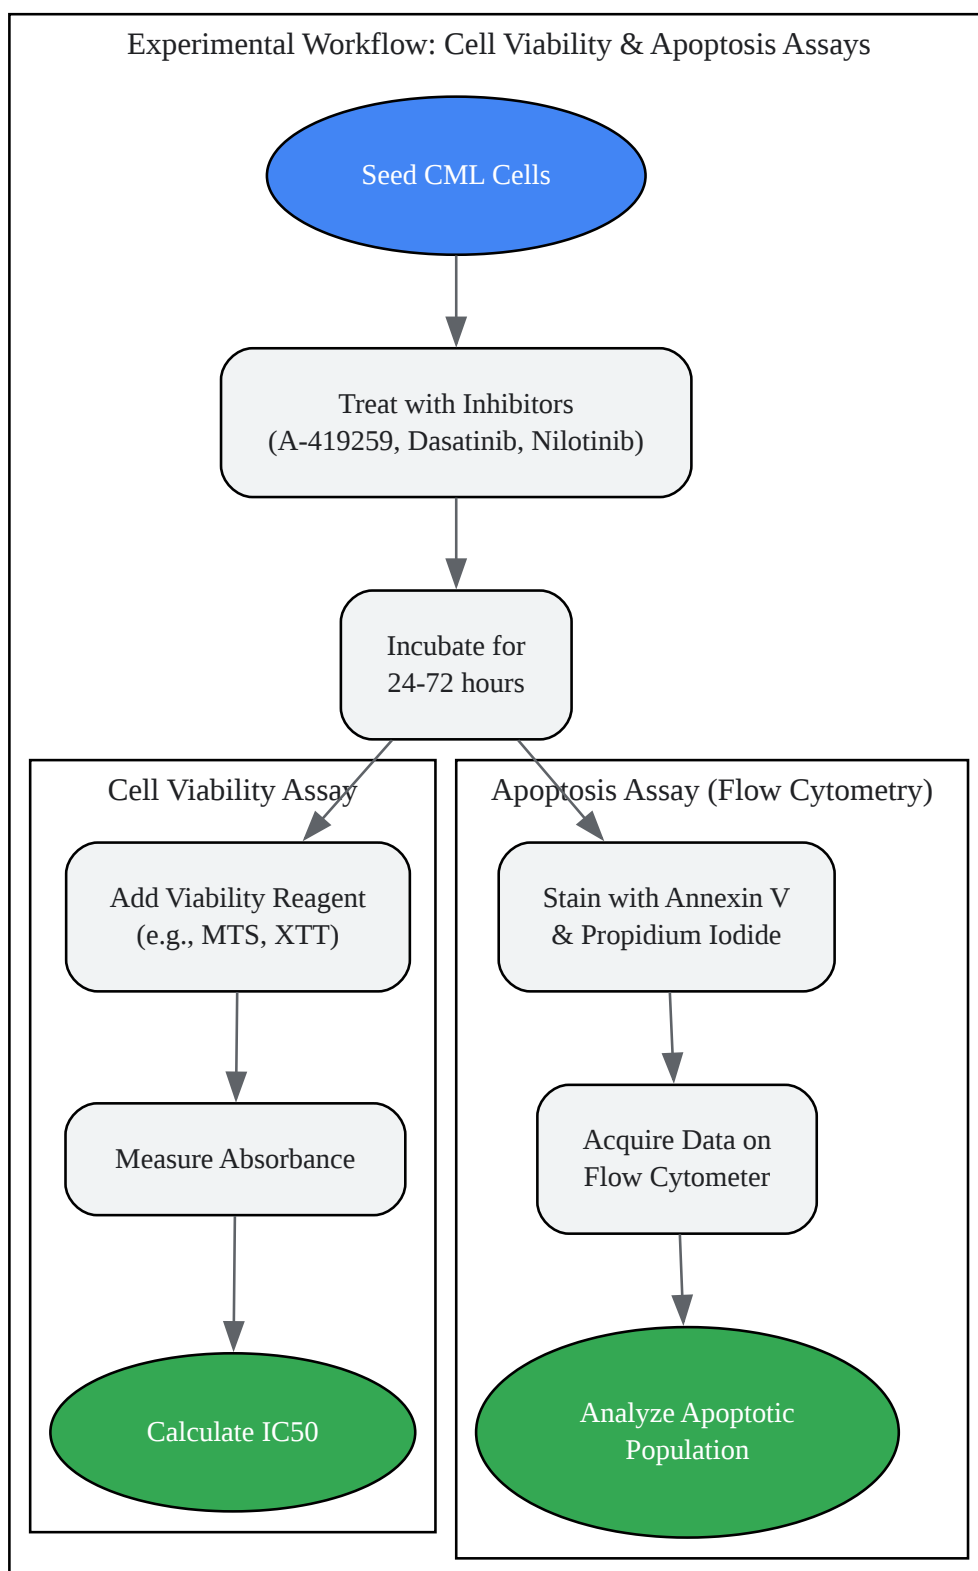 Experimental Workflow: Cell Viability & Apoptosis Assays
Seed CML Cells
Treat with Inhibitors
(A-419259, Dasatinib, Nilotinib)
Incubate for
24-72 hours
Cell Viability Assay
Add Viability Reagent
(e.g., MTS, XTT)
Measure Absorbance
Calculate IC50
Apoptosis Assay (Flow Cytometry)
Stain with Annexin V
& Propidium Iodide
Acquire Data on
Flow Cytometer
Analyze Apoptotic
Population